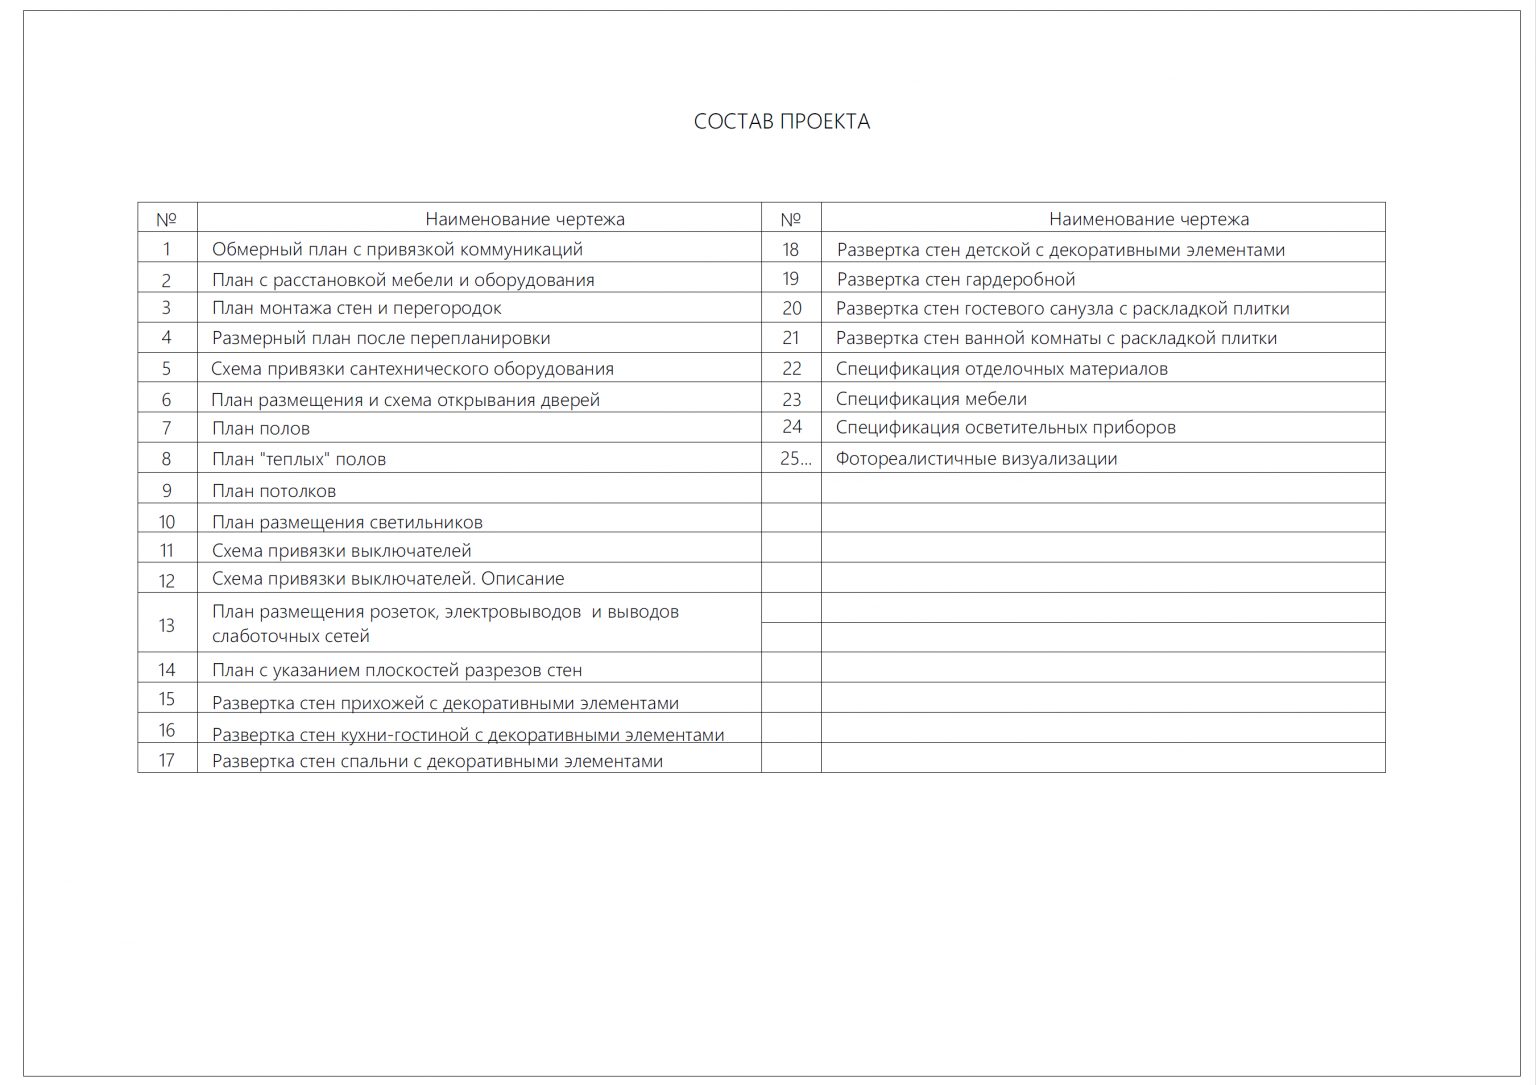 СОСТАВ ПРОЕКТА
№ Наименование чертежа
1 Обмерный план с привязкой коммуникаций
2 План с расстановкой мебели и оборудования
3 План монтажа стен и перегородок
4 Размерный план после перепланировки
5 Схема привязки сантехнического оборудования
6 План размещения и схема открывания дверей
7 План полов
8 План "теплых" полов
9 План потолков
10 План размещения светильников
11 Схема привязки выключателей
12 Схема привязки выключателей. Описание
13 План размещения розеток, электровыводов и выводов
слаботочных сетей
14 План с указанием плоскостей разрезов стен
15 Развертка стен прихожей с декоративными элементами
16 Развертка стен кухни-гостиной с декоративными элементами
17 Развертка стен спальни с декоративными элементами
№ Наименование чертежа
18 Развертка стен детской с декоративными элементами
19 Развертка стен гардеробной
20 Развертка стен гостевого санузла с раскладкой плитки
21 Развертка стен ванной комнаты с раскладкой плитки
22 Спецификация отделочных материалов
23 Спецификация мебели
24 Спецификация осветительных приборов
25... Фотореалистичные визуализации